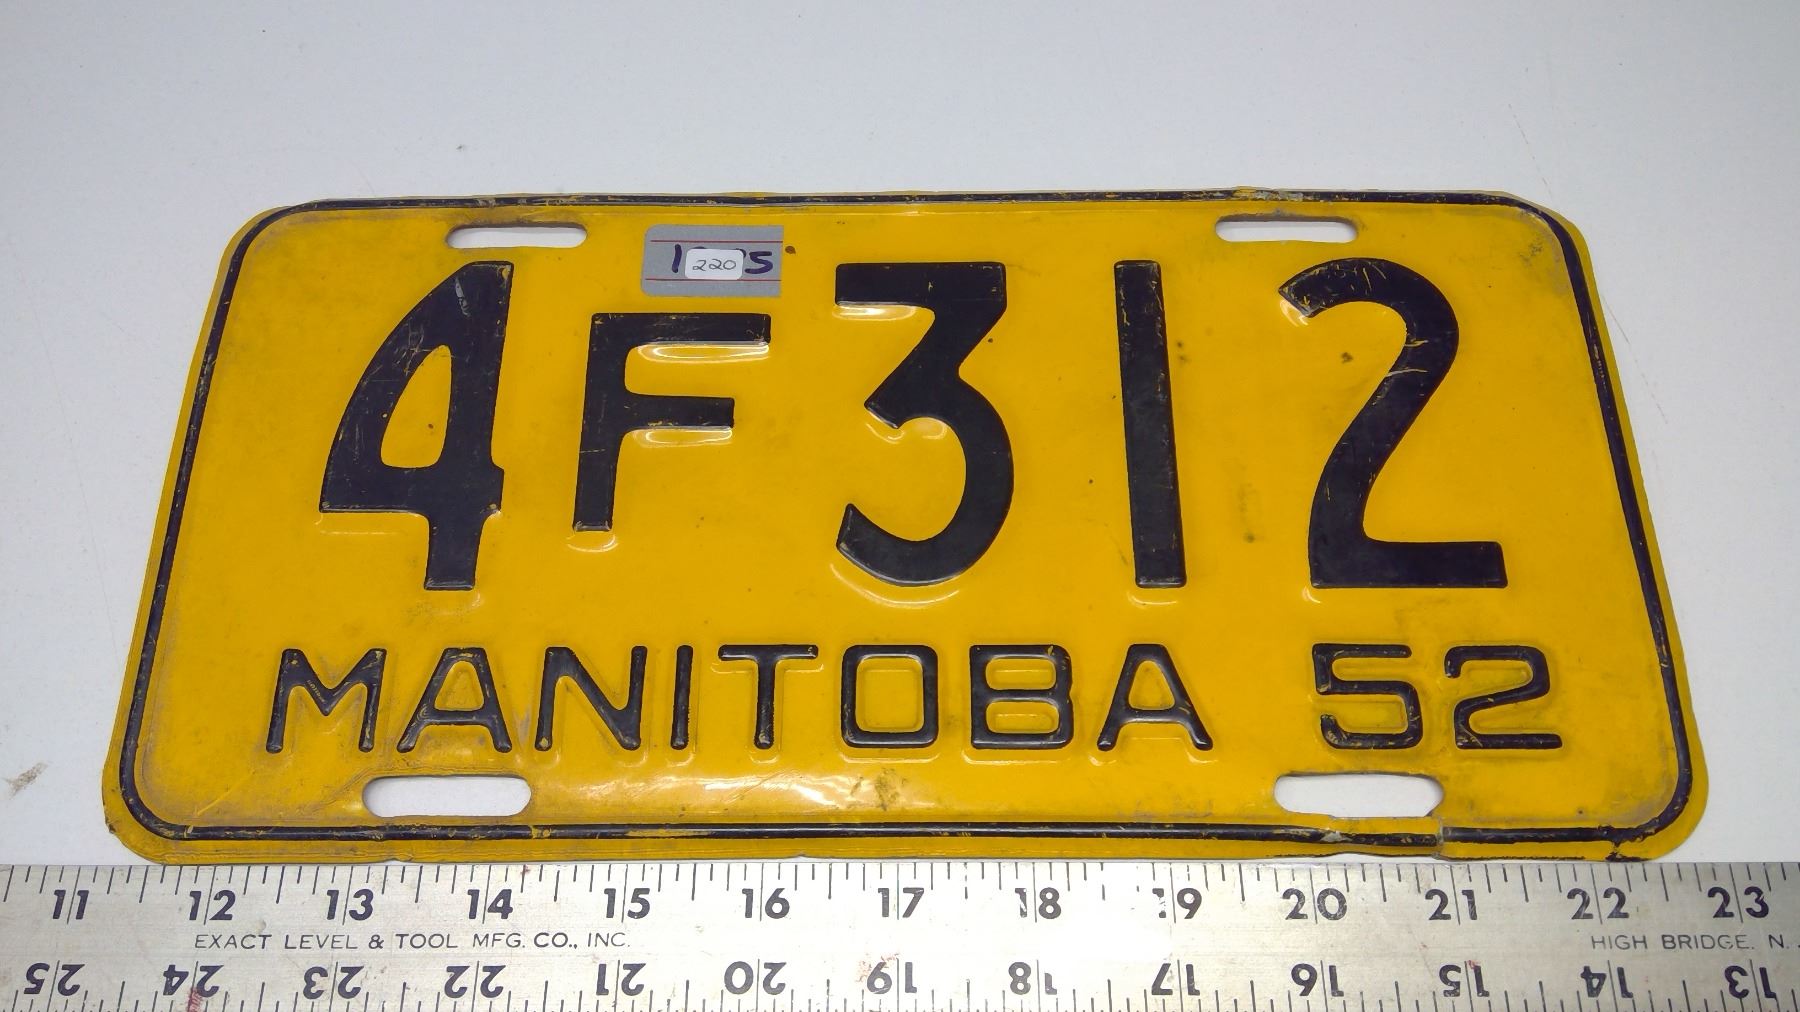 220
4F312
MANITOBA 52
11 12 13 14 15 16 17 18 19 20 21 22 23
EXACT LEVEL & TOOL MFG. CO., INC. HIGH BRIDGE. N.
25 24 23 22 21 20 19 18 17 16 15 14 13